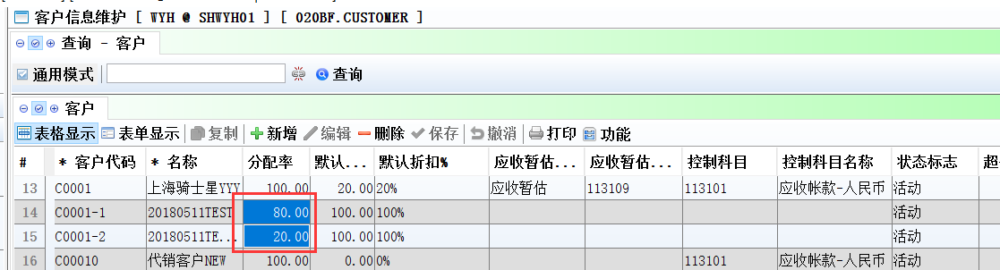 客户信息维护 [ WYH @ SHWYH01 ] [ 020BF.CUSTOMER ]
查询 - 客户
通用模式 查询
客户
表格显示 表单显示 复制 新增 编辑 删除 保存 撤消 打印 功能
# * 客户代码 * 名称 分配率 默认... 默认折扣% 应收暂估... 应收暂估... 控制科目 控制科目名称 状态标志 超
13 C0001 上海骑士星YYY 100.00 20.00 20% 应收暂估 113109 113101 应收帐款-人民币 活动
14 C0001-1 20180511TEST 80.00 100.00 100% 活动
15 C0001-2 20180511TE... 20.00 100.00 100% 活动
16 C00010 代销客户NEW 100.00 0.00 0% 113101 应收帐款-人民币 活动